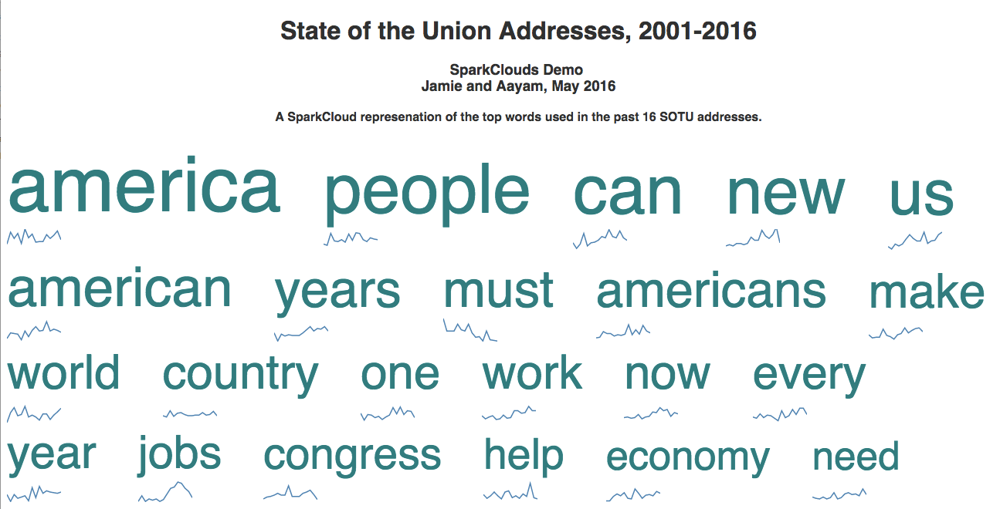 State of the Union Addresses, 2001-2016
SparkClouds Demo
Jamie and Aayam, May 2016
A SparkCloud represenation of the top words used in the past 16 SOTU addresses.
america people can new us
american years must americans make
world country one work now every
year jobs congress help economy need